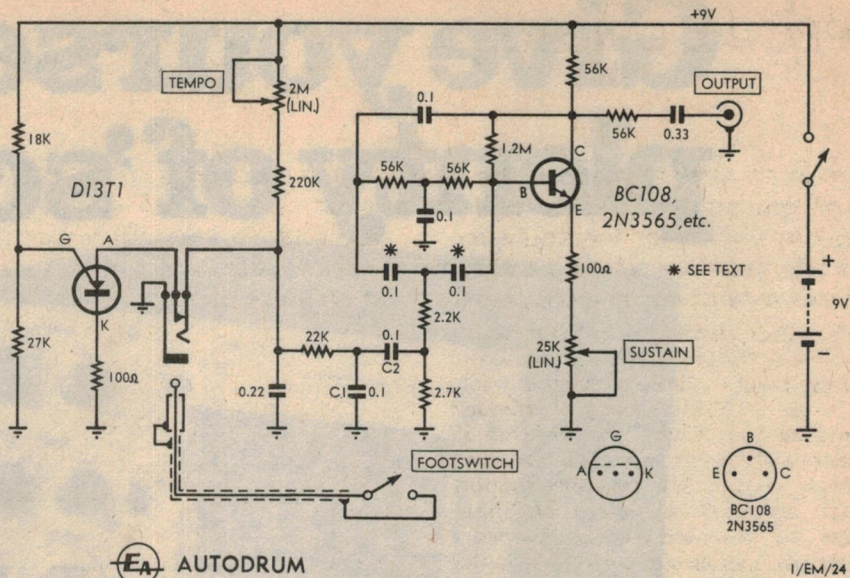 +9V
TEMPO
2M
(LIN.)
56K
OUTPUT
0.1
18K
1.2M
56K
0.33
D13T1
220K
56K
56K
C
B
E
BC108,
2N3565,etc.
0.1
G
A
K
✱
✱
0.1
0.1
100Ω
✱ SEE TEXT
+
9V
−
2.2K
27K
100Ω
22K
0.1
C2
25K
(LIN.)
SUSTAIN
0.22
C1
0.1
2.7K
FOOTSWITCH
G
A
K
B
E
C
BC108
2N3565
EA AUTODRUM
1/EM/24